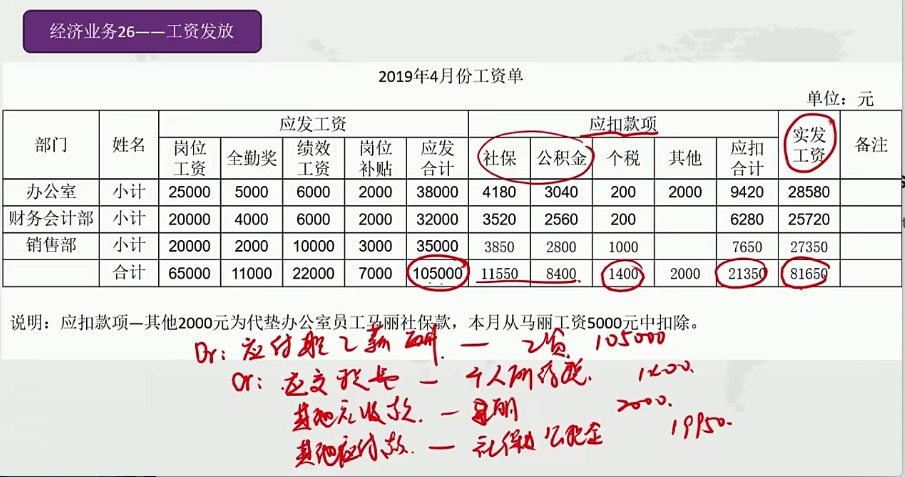 经济业务26——工资发放
2019年4月份工资单
单位：元
部门 姓名 应发工资 应扣款项 实发工资 备注
岗位工资 全勤奖 绩效工资 岗位补贴 应发合计 社保 公积金 个税 其他 应扣合计
办公室 小计 25000 5000 6000 2000 38000 4180 3040 200 2000 9420 28580
财务会计部 小计 20000 4000 6000 2000 32000 3520 2560 200 6280 25720
销售部 小计 20000 2000 10000 3000 35000 3850 2800 1000 7650 27350
合计 65000 11000 22000 7000 105000 11550 8400 1400 2000 21350 81650
说明：应扣款项—其他2000元为代垫办公室员工马丽社保款，本月从马丽工资5000元中扣除。
Dr：应付职工薪酬 — 工资 105000
Cr：应交税费 — 个人所得税 1400.
其他应收款 — 2000.
其他应付款 — 社保及公积金 19950.